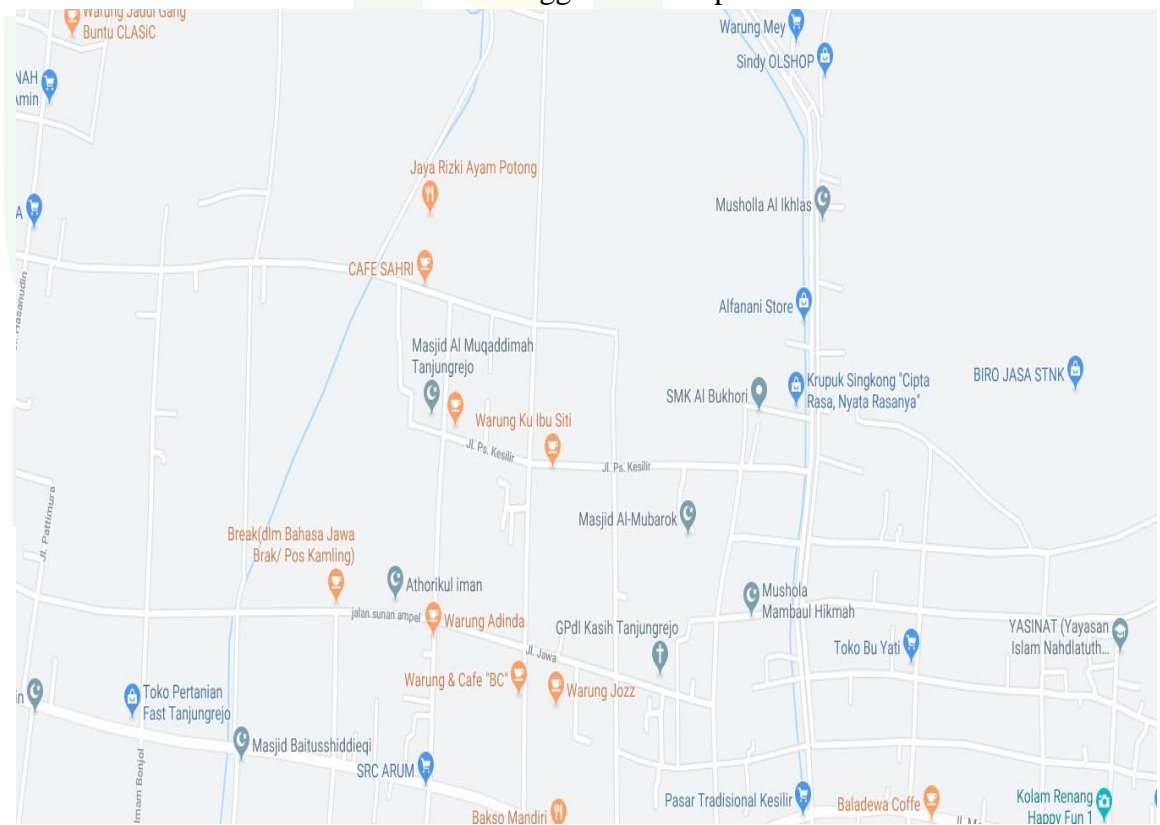 Warung Jadul Gang
Buntu CLASiC
Warung Mey
Sindy OLSHOP
NAH
Amin
Jaya Rizki Ayam Potong
Musholla Al Ikhlas
A
CAFE SAHRI
Hasanudin
Alfanani Store
Masjid Al Muqaddimah
Tanjungrejo
BIRO JASA STNK
Krupuk Singkong "Cipta
Rasa, Nyata Rasanya"
SMK Al Bukhori
Warung Ku Ibu Siti
Jl. Ps. Kesilir
Jl. Ps. Kesilir
Jl. Pattimura
Masjid Al-Mubarok
Break(dlm Bahasa Jawa
Brak/ Pos Kamling)
Athorikul iman
Mushola
Mambaul Hikmah
jalan.sunan ampel
Warung Adinda
GPdI Kasih Tanjungrejo
YASINAT (Yayasan
Islam Nahdlatuth...
Toko Bu Yati
Jl. Jawa
Warung & Cafe "BC"
Warung Jozz
in
Toko Pertanian
Fast Tanjungrejo
Masjid Baitusshiddieqi
Imam Bonjol
SRC ARUM
Pasar Tradisional Kesilir
Baladewa Coffe
Kolam Renang
Happy Fun 1
Bakso Mandiri